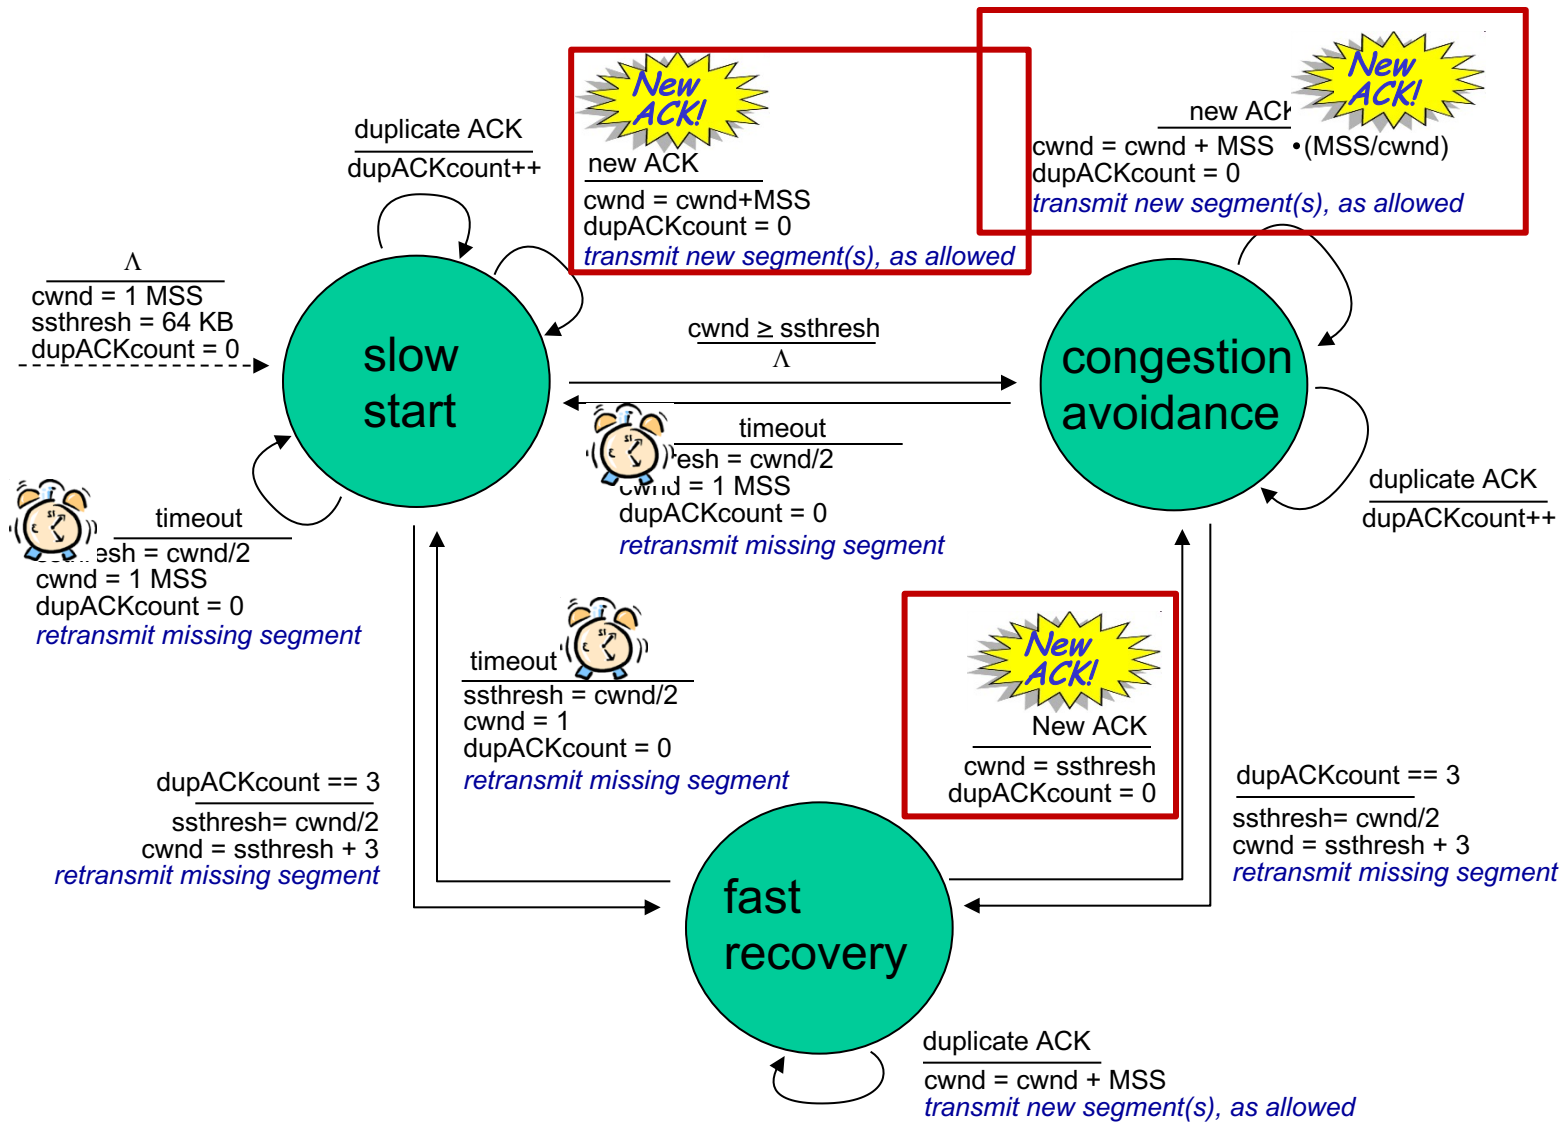 New
ACK!
new ACK
cwnd = cwnd+MSS
dupACKcount = 0
transmit new segment(s), as allowed
New
ACK!
new ACK
cwnd = cwnd + MSS •(MSS/cwnd)
dupACKcount = 0
transmit new segment(s), as allowed
duplicate ACK
dupACKcount++
Λ
cwnd = 1 MSS
ssthresh = 64 KB
dupACKcount = 0
slow
start
cwnd ≥ ssthresh
Λ
congestion
avoidance
timeout
esh = cwnd/2
cwnd = 1 MSS
dupACKcount = 0
retransmit missing segment
duplicate ACK
dupACKcount++
timeout
esh = cwnd/2
cwnd = 1 MSS
dupACKcount = 0
retransmit missing segment
timeout
ssthresh = cwnd/2
cwnd = 1
dupACKcount = 0
retransmit missing segment
New
ACK!
New ACK
cwnd = ssthresh
dupACKcount = 0
dupACKcount == 3
ssthresh= cwnd/2
cwnd = ssthresh + 3
retransmit missing segment
dupACKcount == 3
ssthresh= cwnd/2
cwnd = ssthresh + 3
retransmit missing segment
fast
recovery
duplicate ACK
cwnd = cwnd + MSS
transmit new segment(s), as allowed